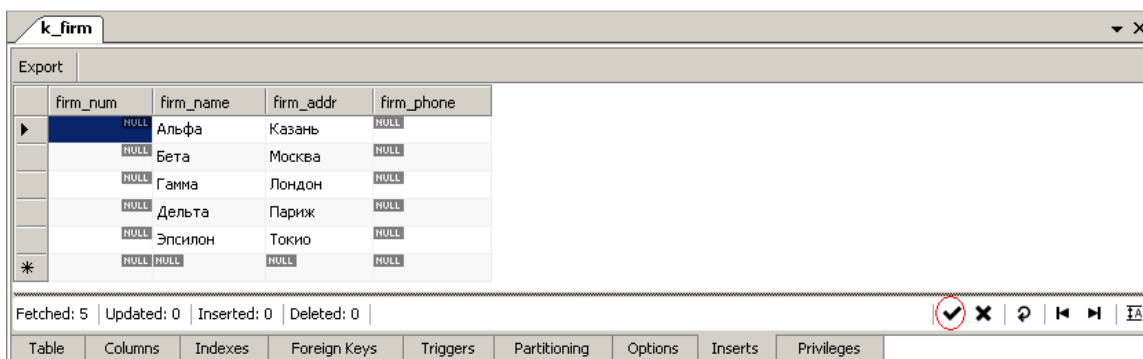 k_firm
Export
firm_num firm_name firm_addr firm_phone
NULL Альфа Казань NULL
NULL Бета Москва NULL
NULL Гамма Лондон NULL
NULL Дельта Париж NULL
NULL Эпсилон Токио NULL
NULL NULL NULL NULL
Fetched: 5 Updated: 0 Inserted: 0 Deleted: 0
Table Columns Indexes Foreign Keys Triggers Partitioning Options Inserts Privileges